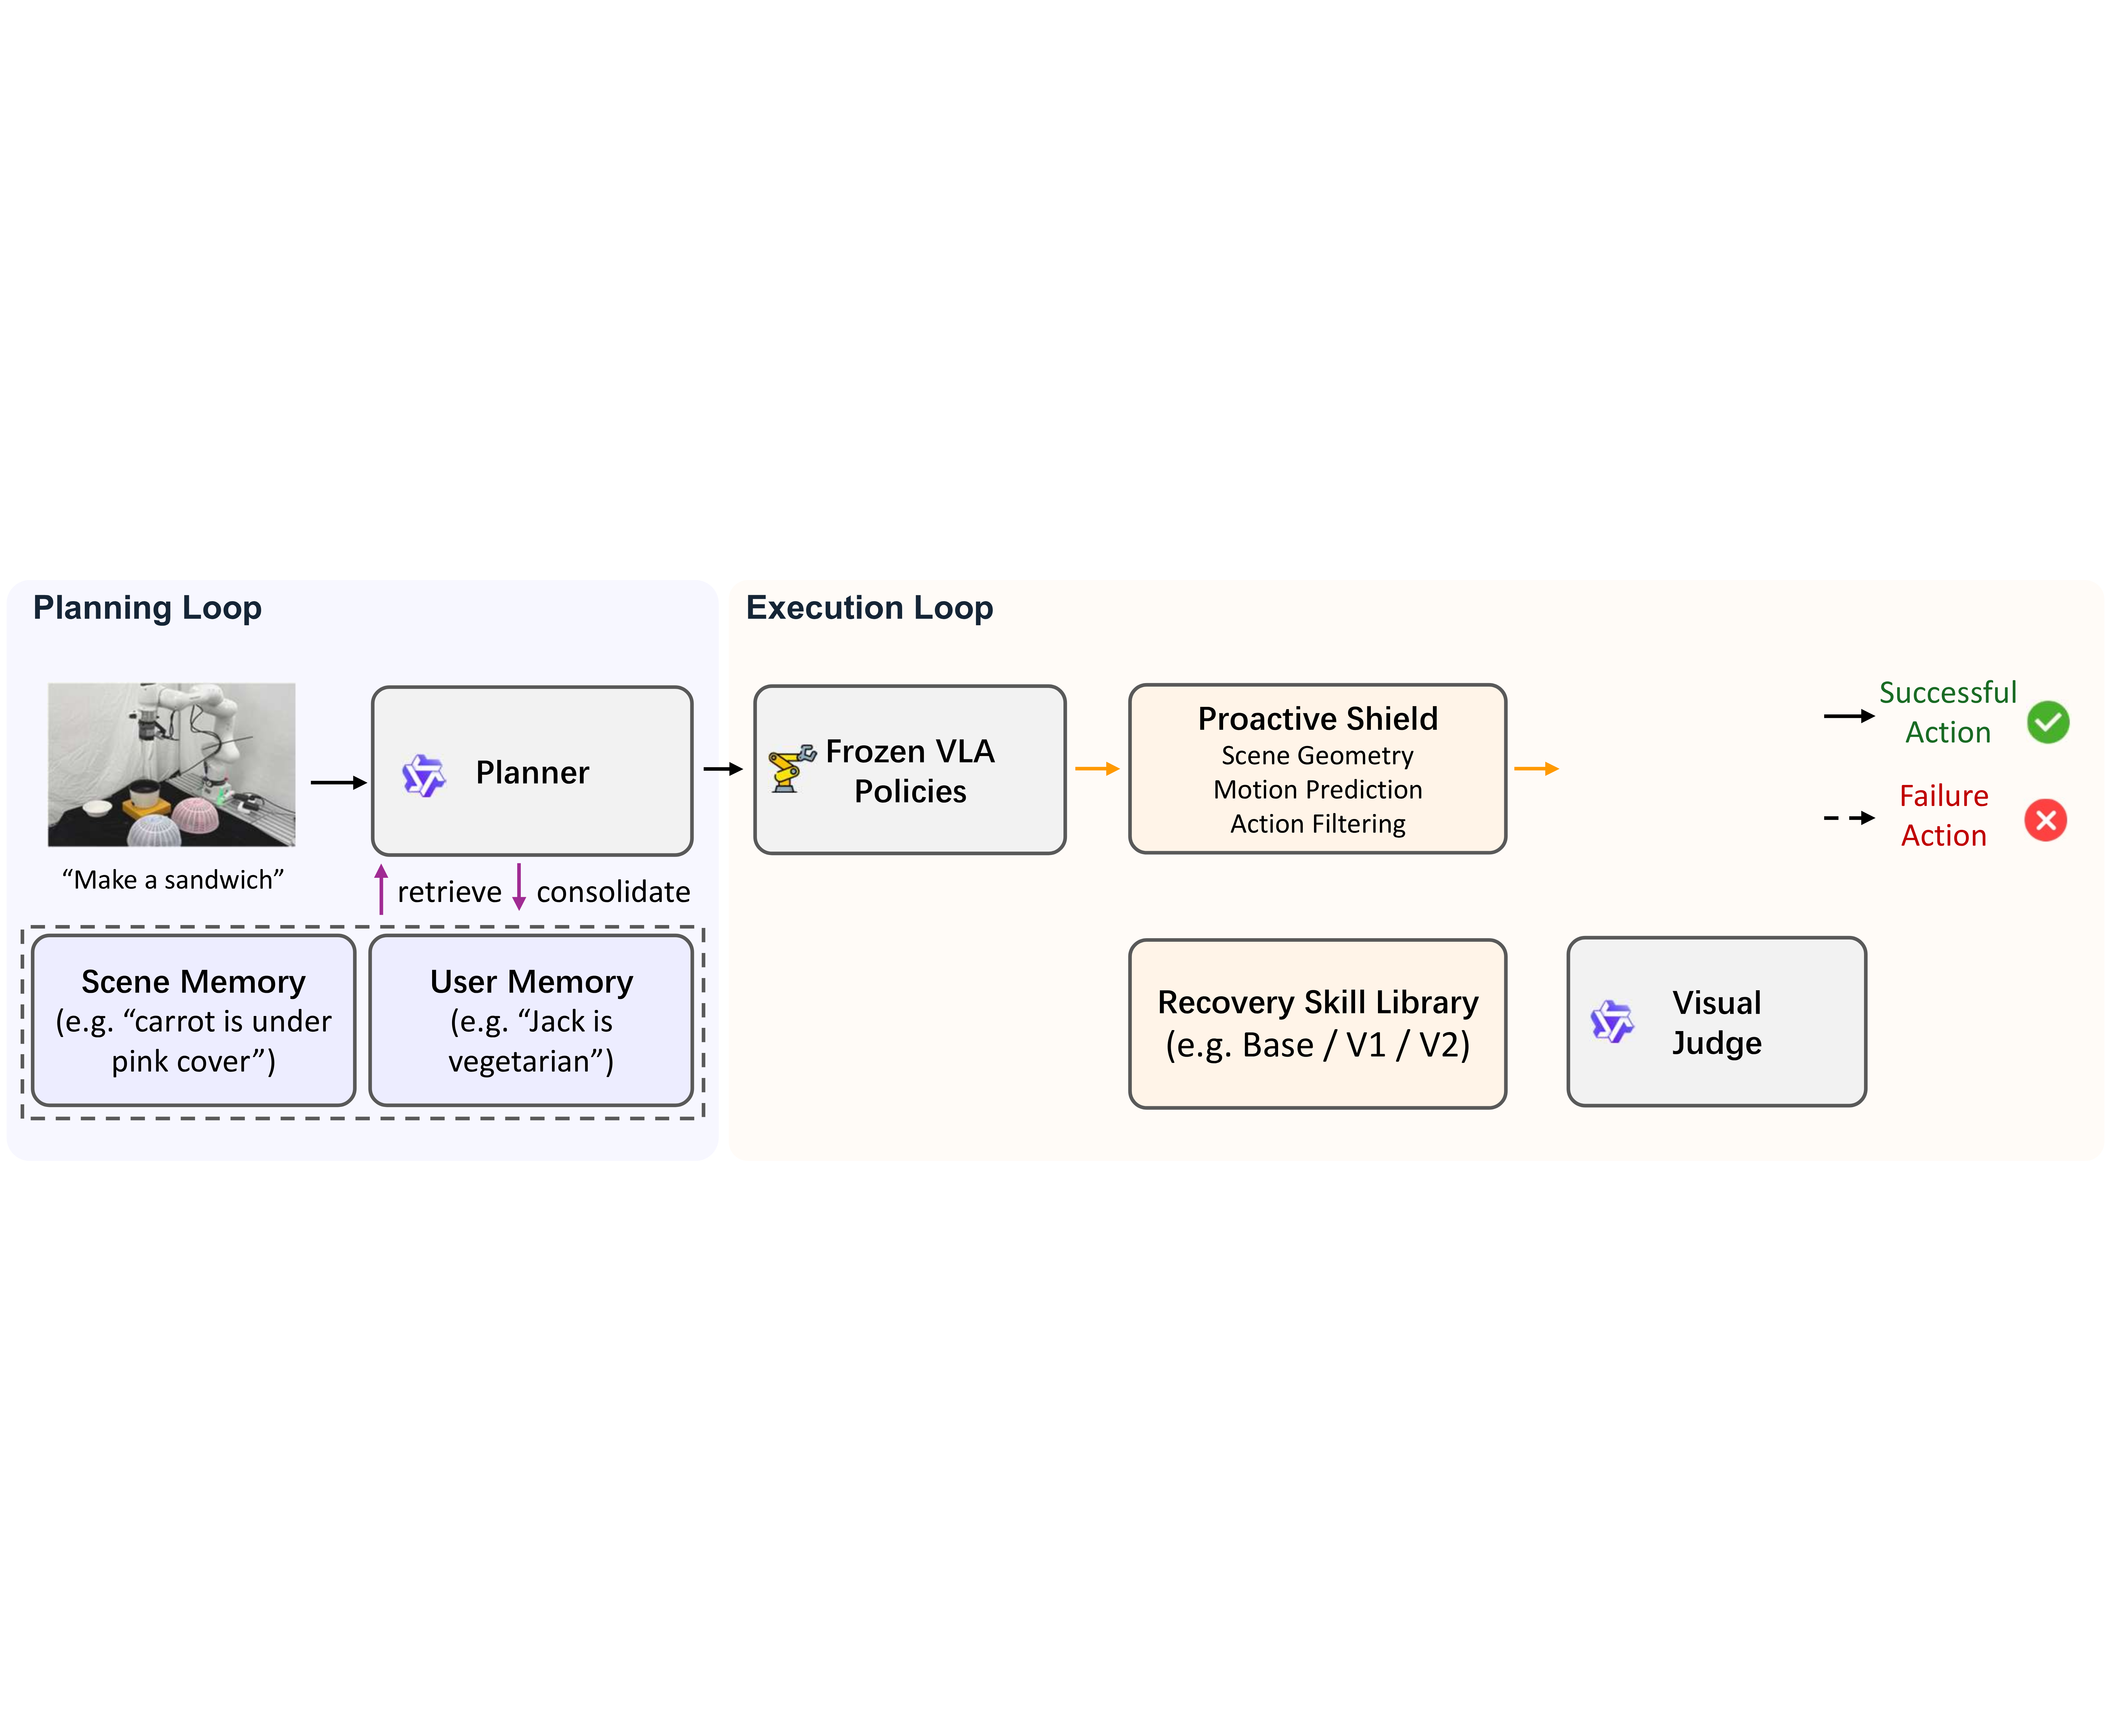 Planning Loop
“Make a sandwich”
Planner
retrieve
consolidate
Scene Memory
(e.g. “carrot is under
pink cover”)
User Memory
(e.g. “Jack is
vegetarian”)
Execution Loop
Frozen VLA
Policies
Proactive Shield
Scene Geometry
Motion Prediction
Action Filtering
Successful
Action
Failure
Action
Recovery Skill Library
(e.g. Base / V1 / V2)
Visual
Judge